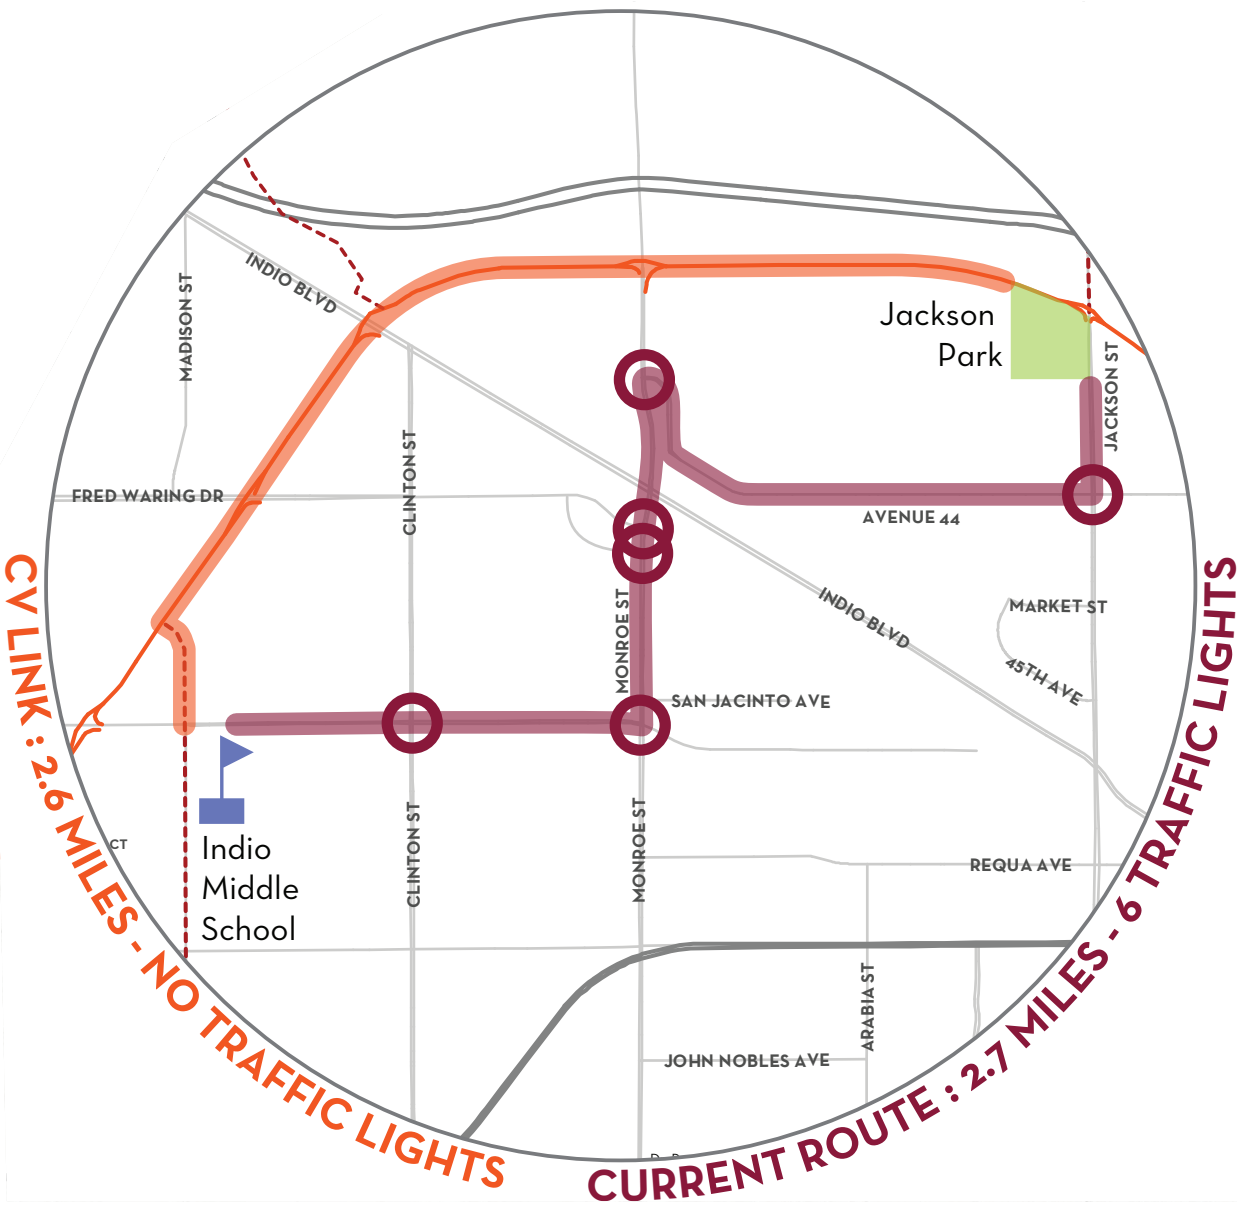 INDIO BLVD
MADISON ST
Jackson
Park
JACKSON ST
CLINTON ST
FRED WARING DR
AVENUE 44
INDIO BLVD
MARKET ST
45TH AVE
MONROE ST
SAN JACINTO AVE
CT
Indio
Middle
School
CLINTON ST
MONROE ST
REQUA AVE
ARABIA ST
JOHN NOBLES AVE
CV LINK : 2.6 MILES - NO TRAFFIC LIGHTS
CURRENT ROUTE : 2.7 MILES - 6 TRAFFIC LIGHTS